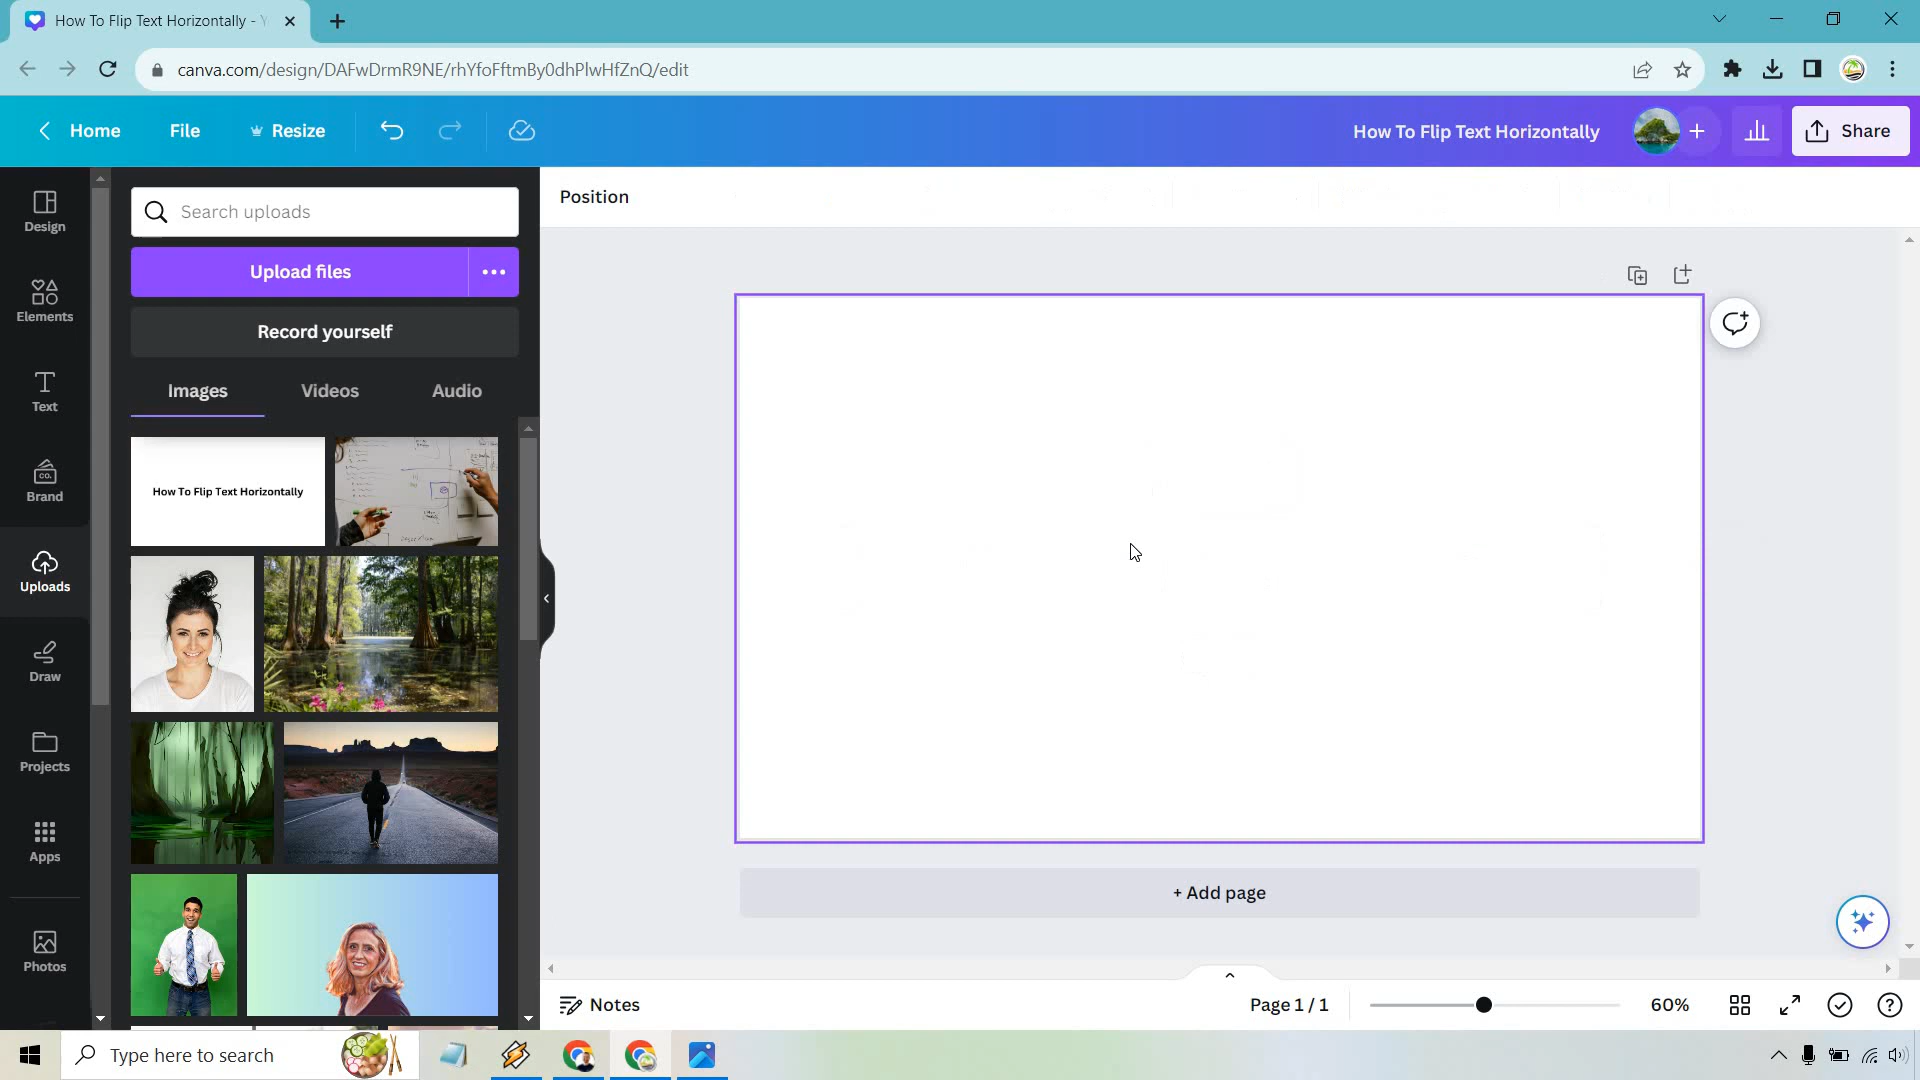 How To Flip Text Horizontally - Y
canva.com/design/DAFwDrmR9NE/rhYfoFftmBy0dhPlwHfZnQ/edit
Home
File
Resize
How To Flip Text Horizontally
Share
Design
Elements
Text
CO.
Brand
Uploads
Draw
Projects
Apps
Photos
Search uploads
Upload files
Record yourself
Images
Videos
Audio
How To Flip Text Horizontally
Position
+ Add page
Notes
Page 1 / 1
60%
Type here to search